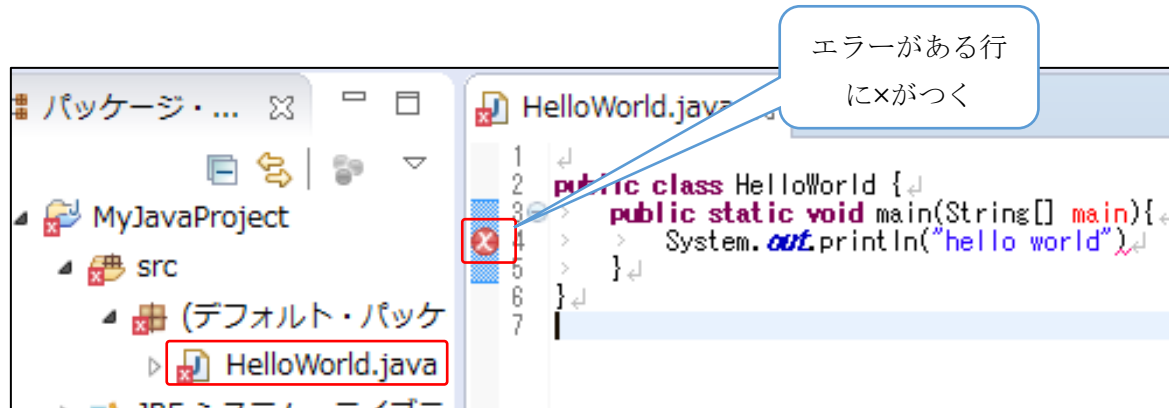 エラーがある行
に×がつく
パッケージ・...
HelloWorld.java
MyJavaProject
src
(デフォルト・パッケ
HelloWorld.java
1
2 public class HelloWorld {
3 public static void main(String[] main){
4 System.out.println("hello world")
5 }
6 }
7